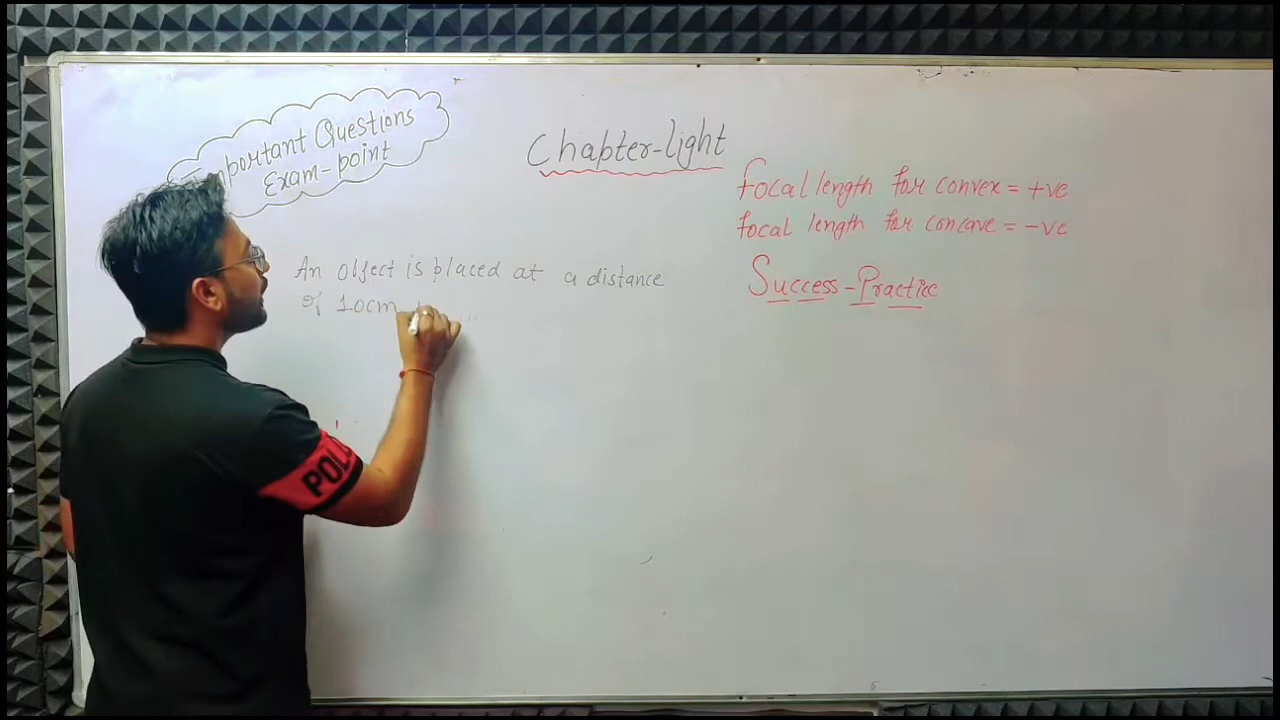 Important Questions
Exam-point
Chapter-light
focal length for convex = +ve
focal length for concave = -ve
Success-Practice
An object is placed at a distance
of 10cm
POL